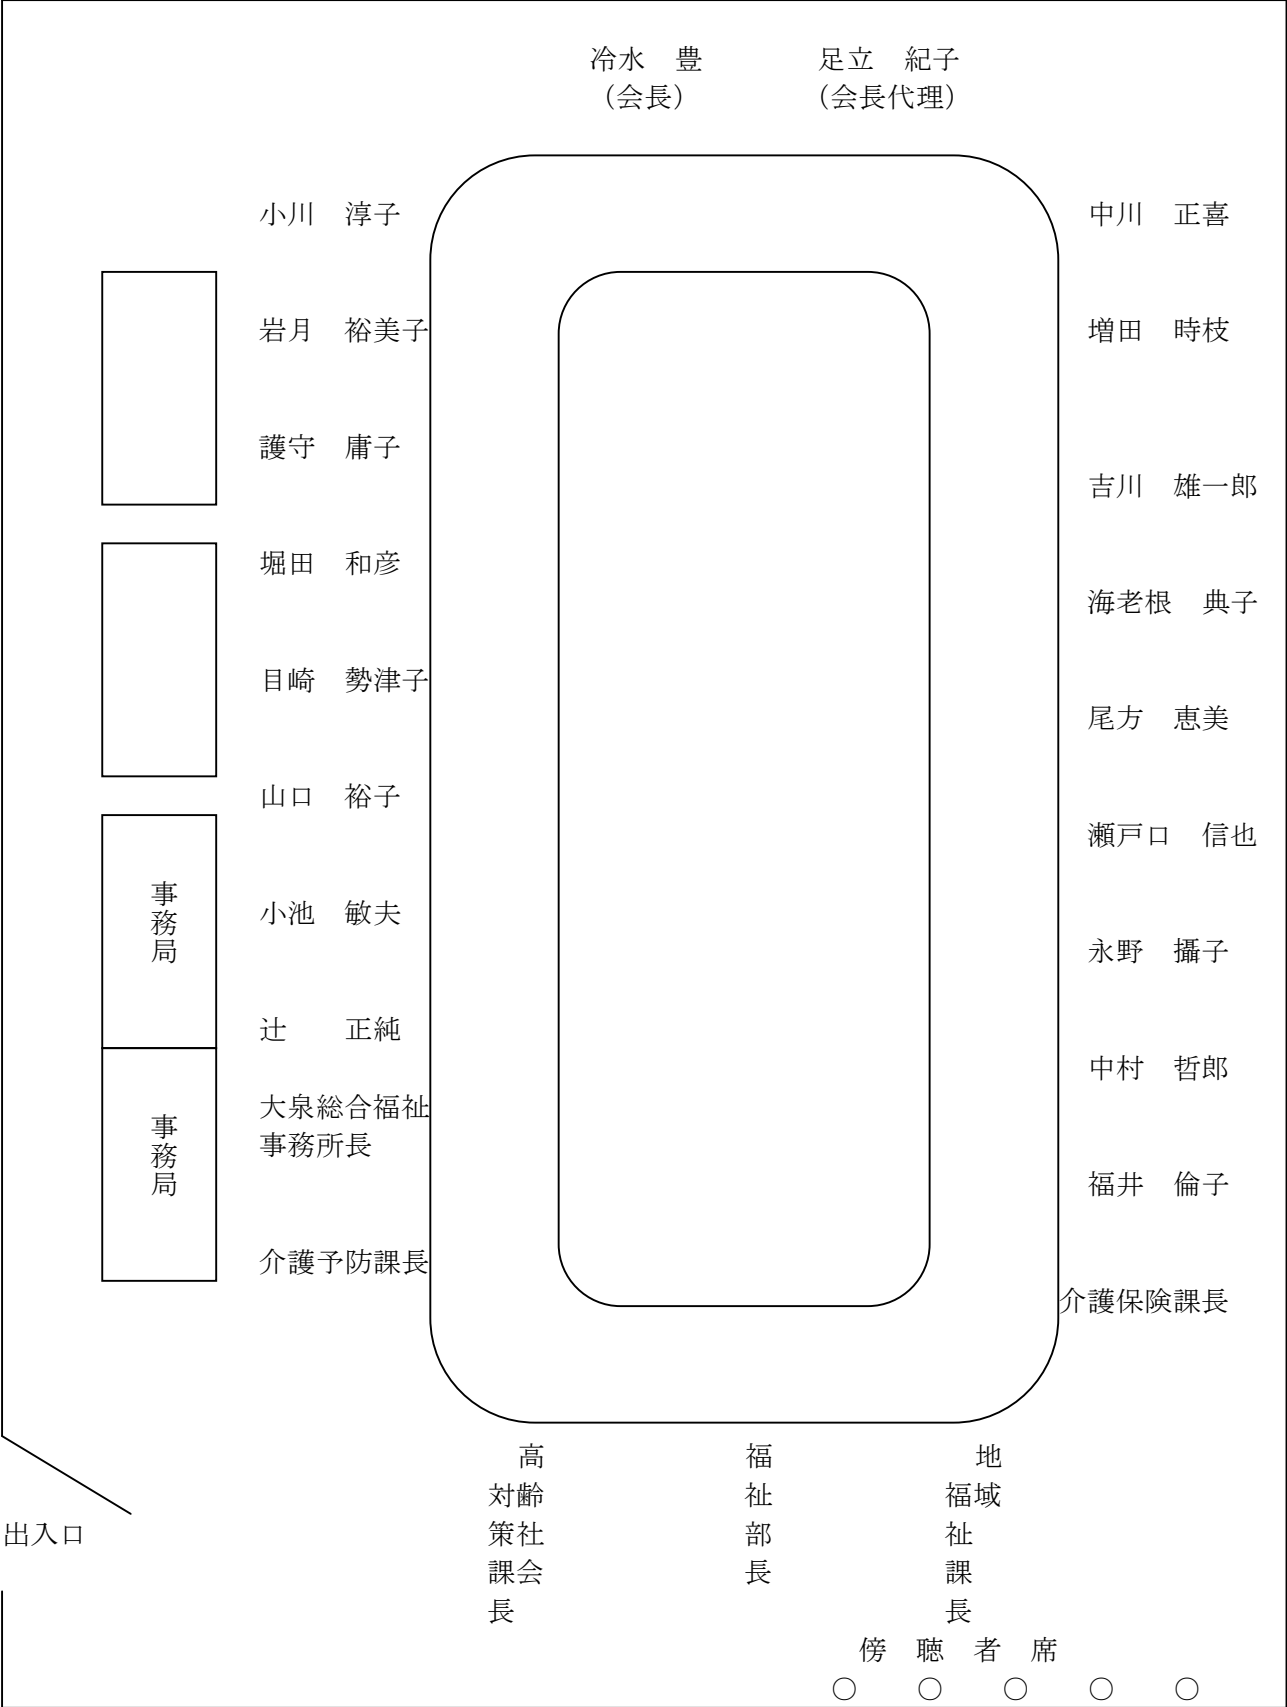 冷水　豊　　　　足立　紀子
（会長）　　　　（会長代理）
小川　淳子
岩月　裕美子
護守　庸子
堀田　和彦
目崎　勢津子
山口　裕子
小池　敏夫
辻　　正純
大泉総合福祉
事務所長
介護予防課長
事務局
事務局
中川　正喜
増田　時枝
吉川　雄一郎
海老根　典子
尾方　恵美
瀬戸口　信也
永野　攝子
中村　哲郎
福井　倫子
介護保険課長
高齢社会
対策課長
福祉部長
地域
福祉課長
出入口
傍　聴　者　席
○　○　○　○　○